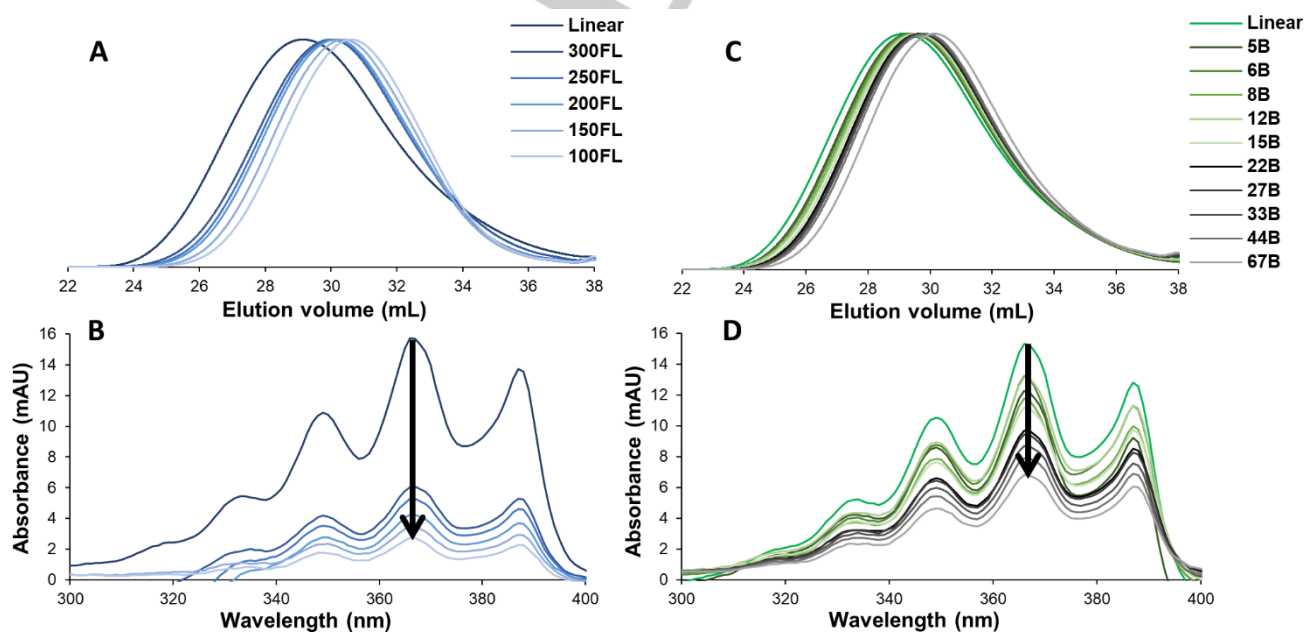 A
Linear
300FL
250FL
200FL
150FL
100FL
22 24 26 28 30 32 34 36 38
Elution volume (mL)
C
Linear
5B
6B
8B
12B
15B
22B
27B
33B
44B
67B
22 24 26 28 30 32 34 36 38
Elution volume (mL)
B
Absorbance (mAU)
16
14
12
10
8
6
4
2
0
300 320 340 360 380 400
Wavelength (nm)
D
Absorbance (mAU)
16
14
12
10
8
6
4
2
0
300 320 340 360 380 400
Wavelength (nm)